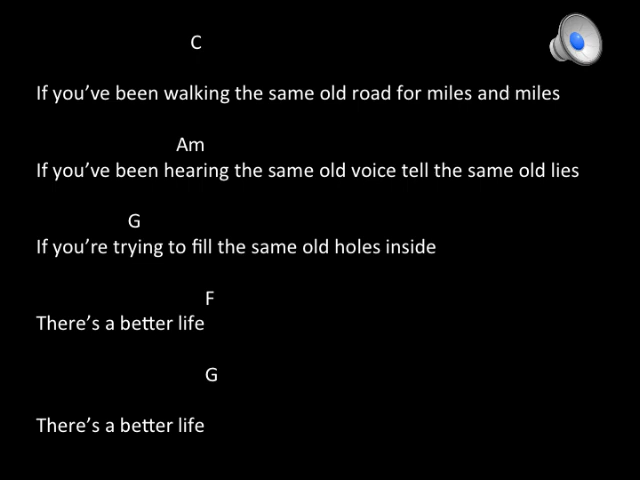 C
If you’ve been walking the same old road for miles and miles
Am
If you’ve been hearing the same old voice tell the same old lies
G
If you’re trying to fill the same old holes inside
F
There’s a better life
G
There’s a better life